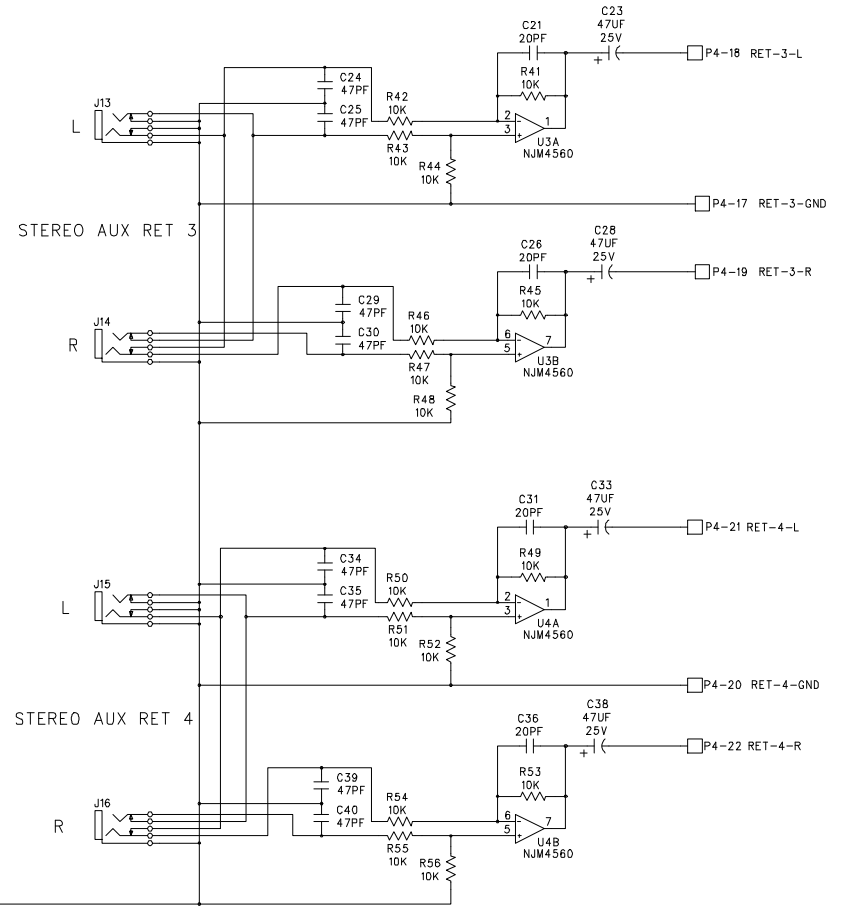 C21
20PF
C23
47UF
25V
+
P4-18 RET-3-L
C24
47PF
R41
10K
J13
L
C25
47PF
R42
10K
2
-
3
+
1
R43
10K
U3A
NJM4560
R44
10K
P4-17 RET-3-GND
STEREO AUX RET 3
C26
20PF
C28
47UF
25V
+
P4-19 RET-3-R
C29
47PF
R45
10K
J14
R
C30
47PF
R46
10K
6
-
5
+
7
R47
10K
U3B
NJM4560
R48
10K
C31
20PF
C33
47UF
25V
+
P4-21 RET-4-L
C34
47PF
R49
10K
J15
L
C35
47PF
R50
10K
2
-
3
+
1
R51
10K
U4A
NJM4560
R52
10K
P4-20 RET-4-GND
STEREO AUX RET 4
C36
20PF
C38
47UF
25V
+
P4-22 RET-4-R
C39
47PF
R53
10K
J16
R
C40
47PF
R54
10K
6
-
5
+
7
R55
10K
U4B
NJM4560
R56
10K